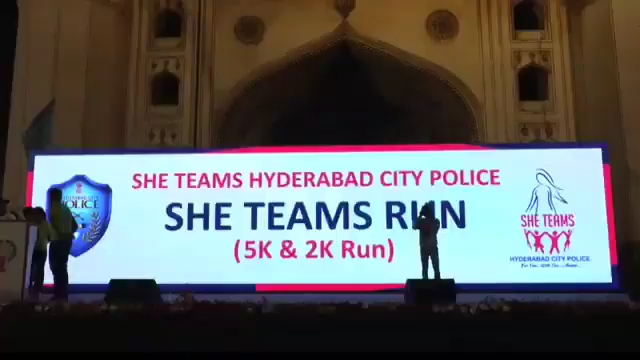 SHE TEAMS HYDERABAD CITY POLICE
SHE TEAMS RUN
(5K & 2K Run)
POLICE
SHE TEAMS
HYDERABAD CITY POLICE